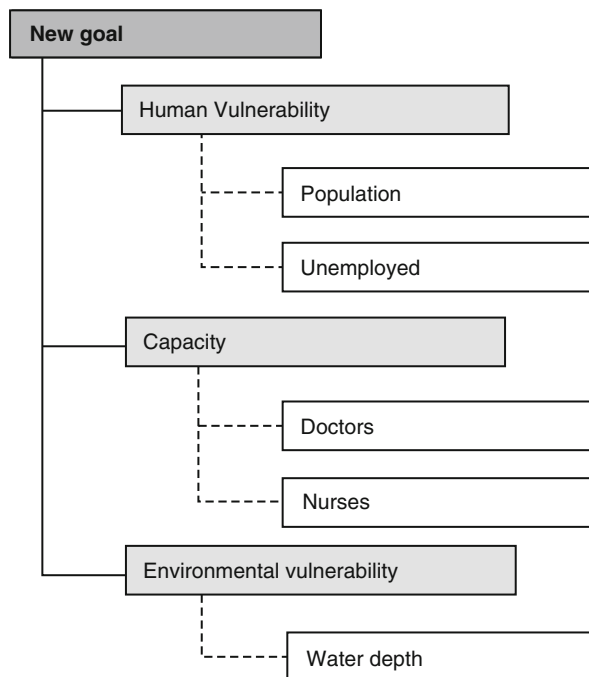 New goal
Human Vulnerability
Population
Unemployed
Capacity
Doctors
Nurses
Environmental vulnerability
Water depth